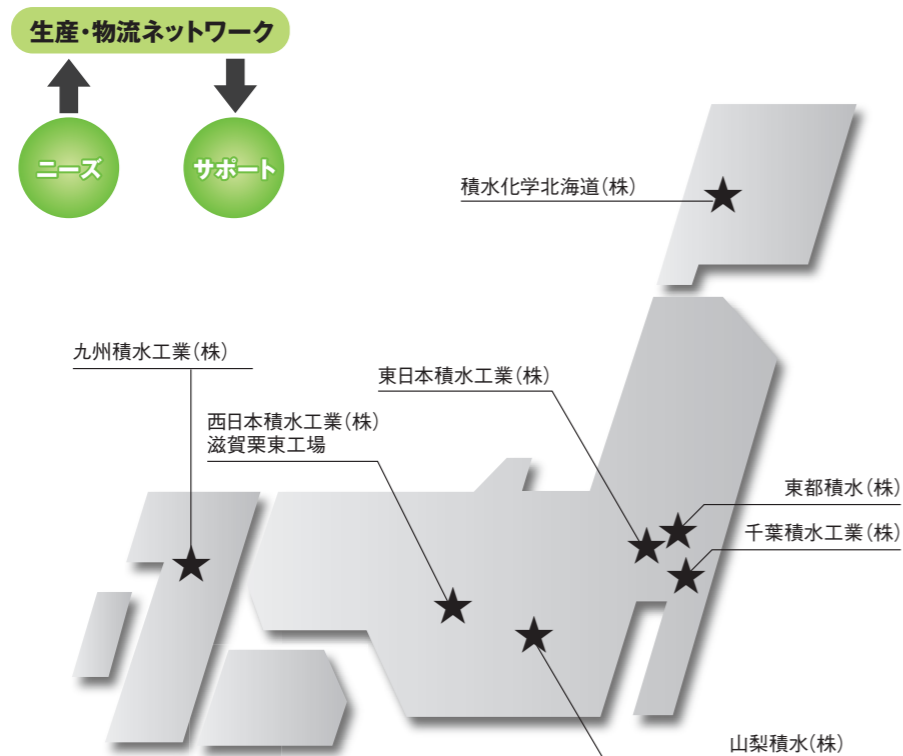 生産・物流ネットワーク
ニーズ
サポート
積水化学北海道(株)
九州積水工業(株)
東日本積水工業(株)
西日本積水工業(株)
滋賀栗東工場
東都積水(株)
千葉積水工業(株)
山梨積水(株)